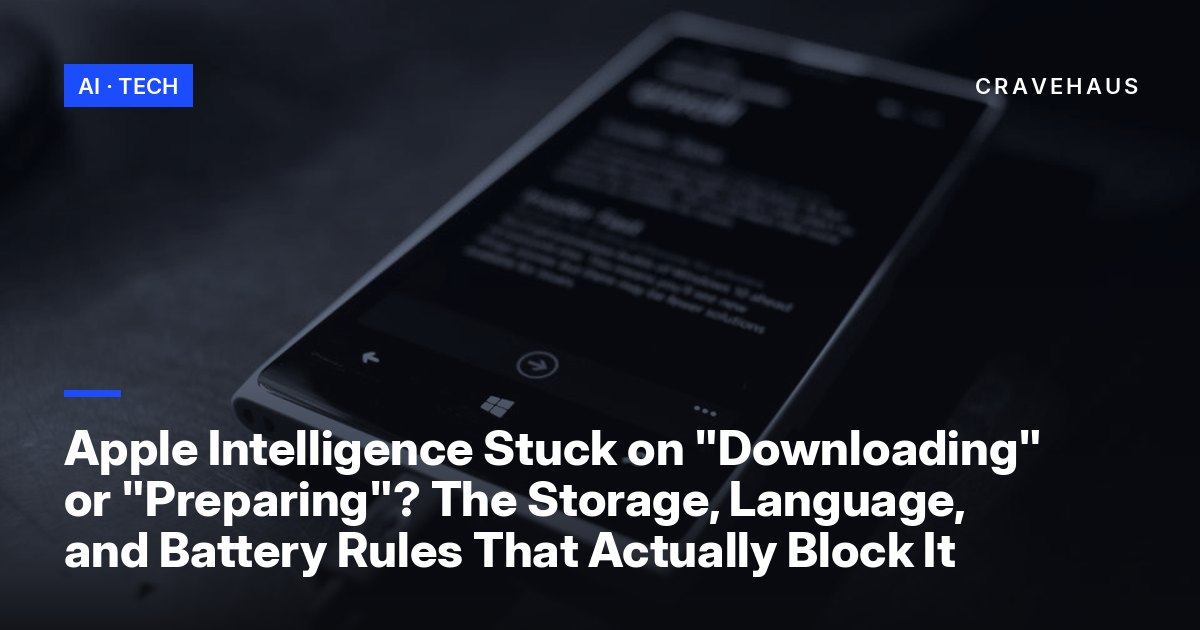 AI · TECH
CRAVEHAUS
Apple Intelligence Stuck on "Downloading"
or "Preparing"? The Storage, Language,
and Battery Rules That Actually Block It